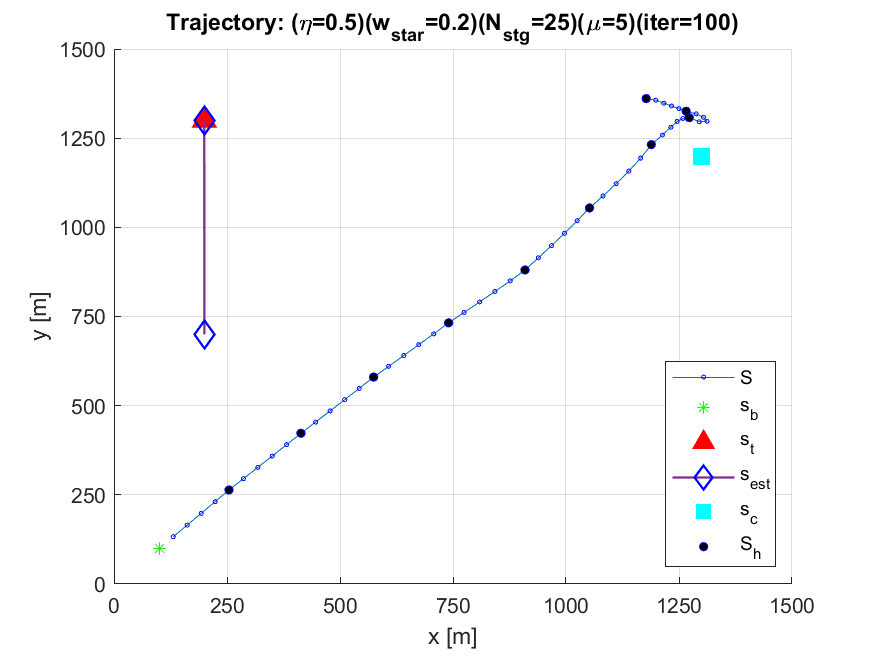 Trajectory: (η=0.5)(w_star=0.2)(N_stg=25)(μ=5)(iter=100)
1500
1250
1000
750
500
250
0
y [m]
S
s_b
s_t
s_est
s_c
S_h
0 250 500 750 1000 1250 1500
x [m]